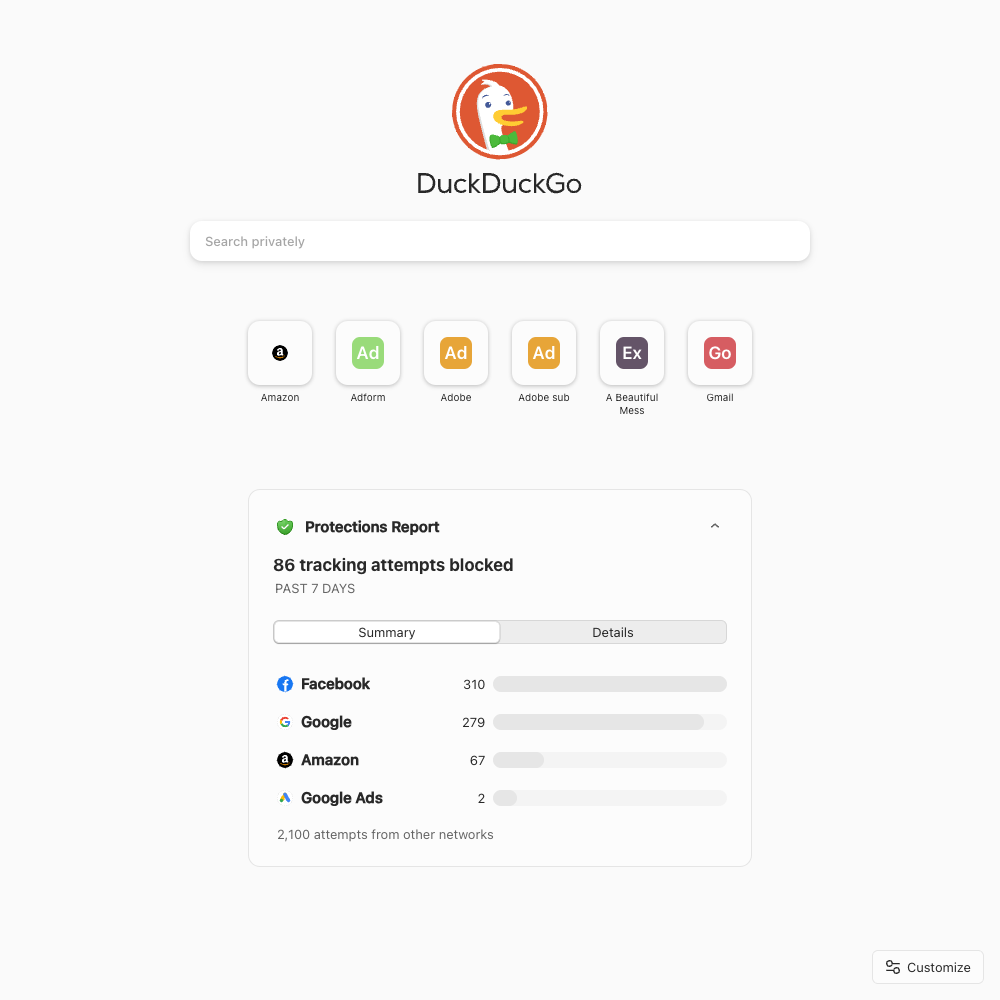 DuckDuckGo
Search privately
a
Ad
Ad
Ad
Ex
Go
Amazon
Adform
Adobe
Adobe sub
A Beautiful
Mess
Gmail
Protections Report
86 tracking attempts blocked
PAST 7 DAYS
Summary
Details
Facebook
310
Google
279
Amazon
67
Google Ads
2
2,100 attempts from other networks
Customize